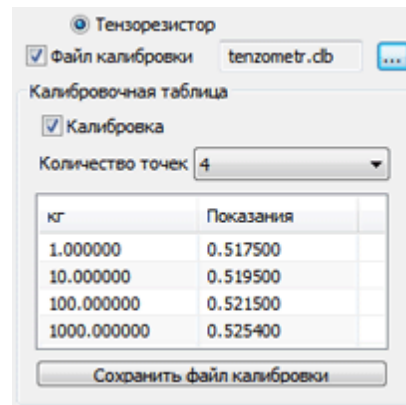 Тензорезистор
Файл калибровки tenzometr.clb ...
Калибровочная таблица
Калибровка
Количество точек 4
кг Показания
1.000000 0.517500
10.000000 0.519500
100.000000 0.521500
1000.000000 0.525400
Сохранить файл калибровки